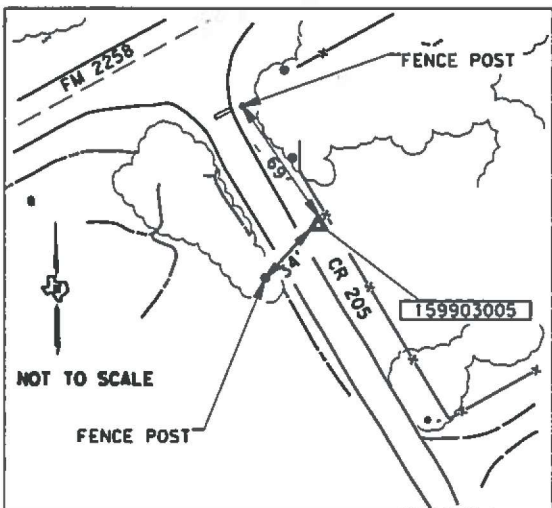 FM 2258
FENCE POST
69'
34'
CR 205
159903005
NOT TO SCALE
FENCE POST